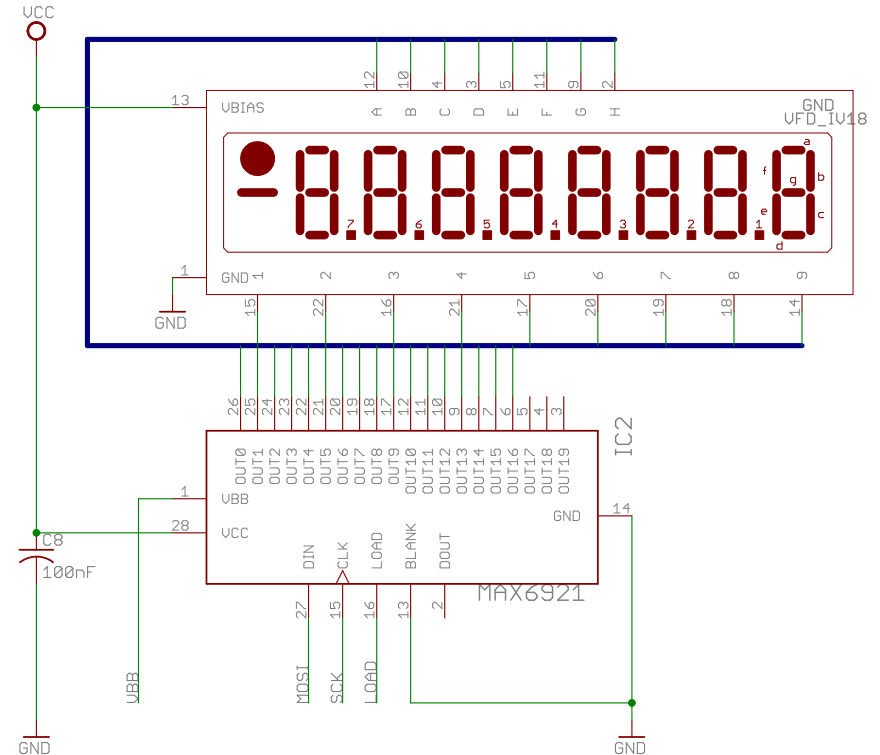 VCC
12 10 4 3 5 11 9 2
13 VBIAS A B C D E F G H GND
VFD_IV18
a
f b
g
e c
7 6 5 4 3 2 1
d
1 GND 1 2 3 4 5 6 7 8 9
GND
15 22 16 21 17 20 19 18 14
26 25 24 23 22 21 20 19 18 17 12 11 10 9 8 7 6 5 4 3
IC2
OUT0 OUT1 OUT2 OUT3 OUT4 OUT5 OUT6 OUT7 OUT8 OUT9 OUT10 OUT11 OUT12 OUT13 OUT14 OUT15 OUT16 OUT17 OUT18 OUT19
1 VBB
GND 14
28 VCC
C8
100nF
DIN CLK LOAD BLANK DOUT
MAX6921
27 15 16 13 2
VBB MOSI SCK LOAD
GND GND